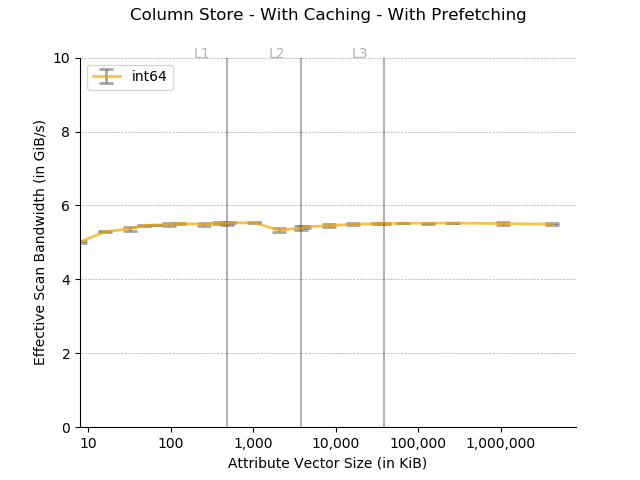 Column Store - With Caching - With Prefetching
L1 L2 L3
int64
Effective Scan Bandwidth (in GiB/s)
10
8
6
4
2
0
10 100 1,000 10,000 100,000 1,000,000
Attribute Vector Size (in KiB)